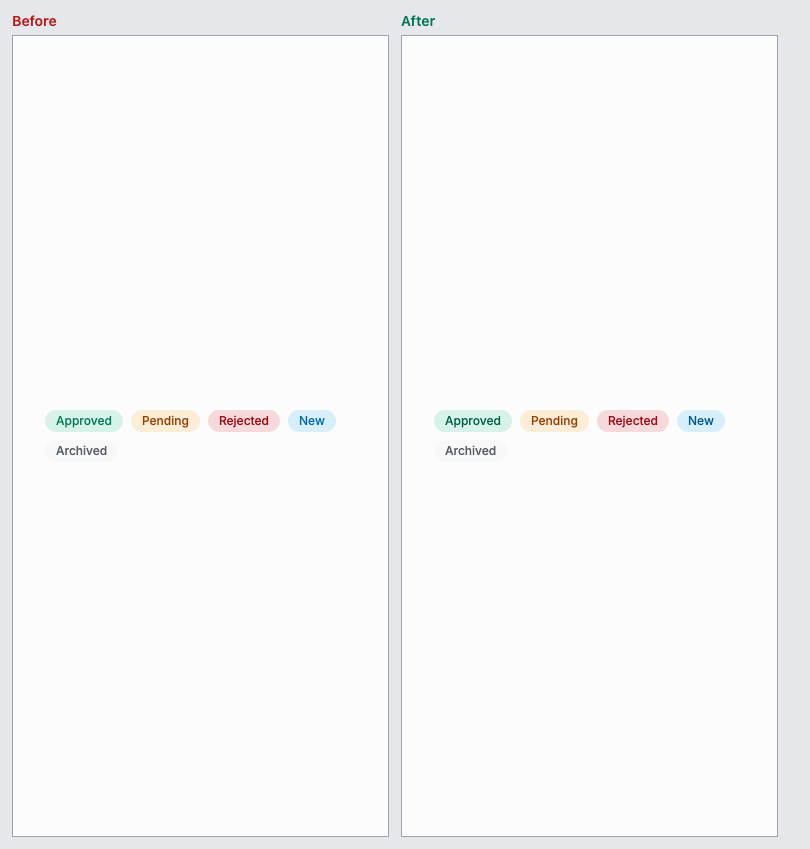 Before
After
Approved Pending Rejected New
Archived
Approved Pending Rejected New
Archived